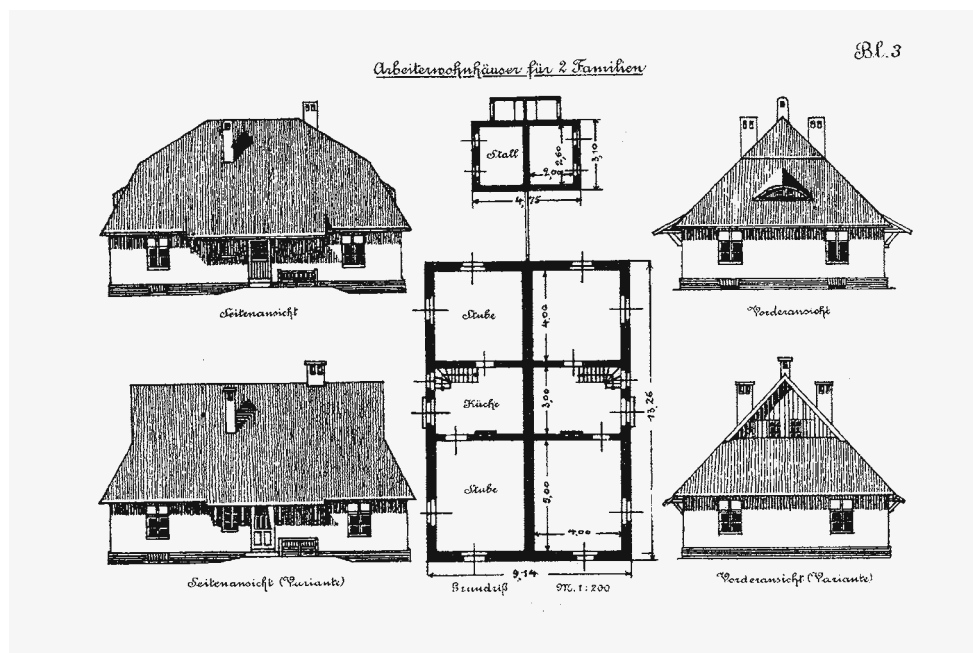 Bl. 3
Arbeiterwohnhäuser für 2 Familien
Stall
2,60
2,00
3,10
4,75
Seitenansicht
Vorderansicht
Stube
4,00
Küche
3,00
13,26
Stube
5,00
4,00
9,14
Grundriß M. 1:200
Seitenansicht (Variante)
Vorderansicht (Variante)